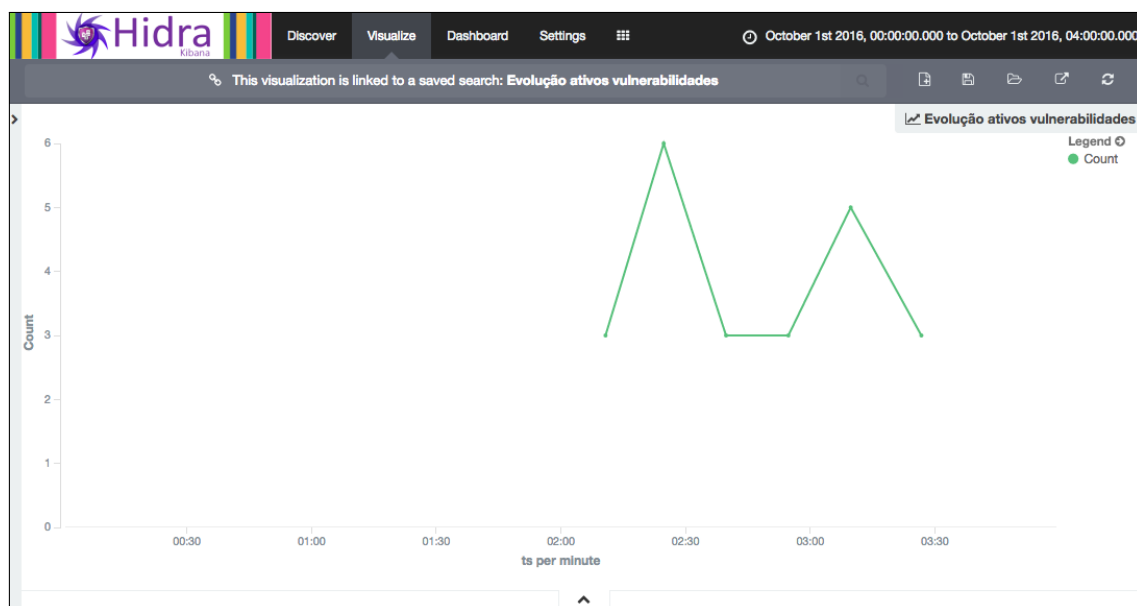 Hidra
Kibana
Discover Visualize Dashboard Settings October 1st 2016, 00:00:00.000 to October 1st 2016, 04:00:00.000
This visualization is linked to a saved search: Evolução ativos vulnerabilidades
Evolução ativos vulnerabilidades
Legend
Count
6
5
4
3
2
1
0
Count
00:30 01:00 01:30 02:00 02:30 03:00 03:30
ts per minute